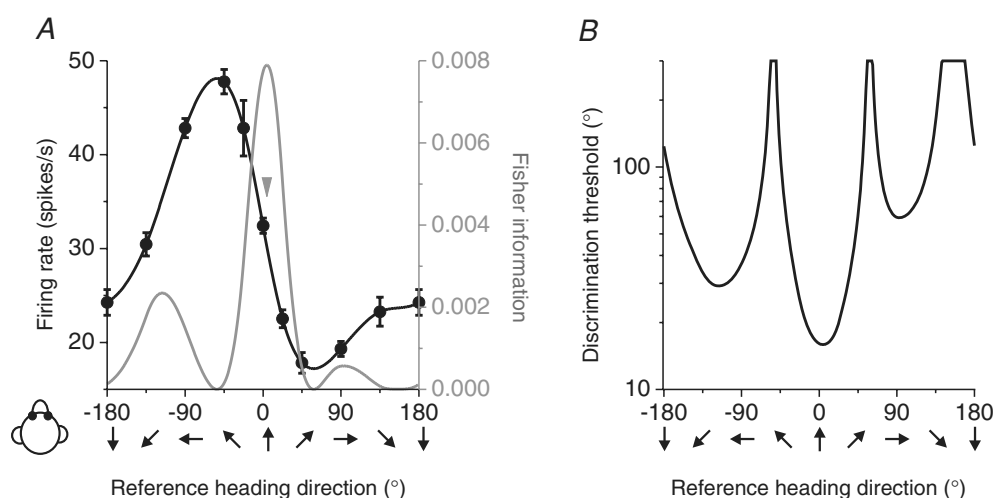 A
50
40
30
20
Firing rate (spikes/s)
0.008
0.006
0.004
0.002
0.000
Fisher information
-180 -90 0 90 180
Reference heading direction (°)
B
100
10
Discrimination threshold (°)
-180 -90 0 90 180
Reference heading direction (°)